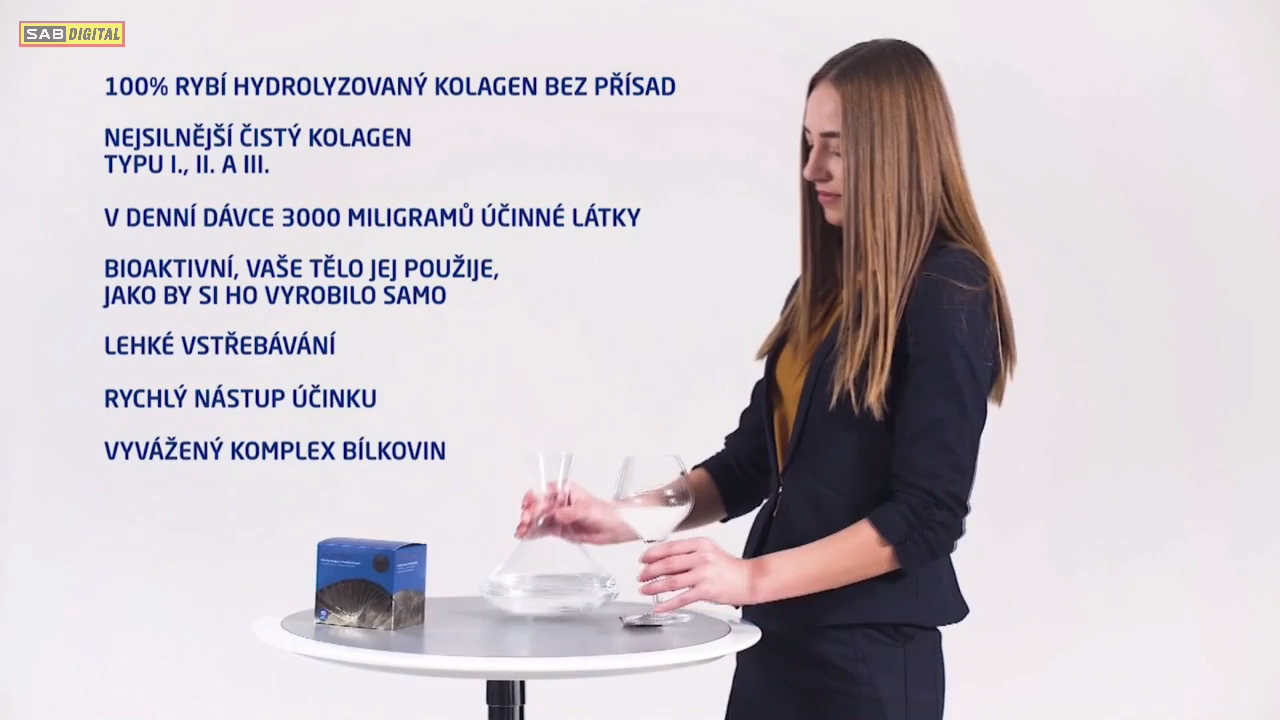 SAB DIGITAL
100% RYBÍ HYDROLYZOVANÝ KOLAGEN BEZ PŘÍSAD
NEJSILNĚJŠÍ ČISTÝ KOLAGEN
TYPU I., II. A III.
V DENNÍ DÁVCE 3000 MILIGRAMŮ ÚČINNÉ LÁTKY
BIOAKTIVNÍ, VAŠE TĚLO JEJ POUŽIJE,
JAKO BY SI HO VYROBILO SAMO
LEHKÉ VSTŘEBÁVÁNÍ
RYCHLÝ NÁSTUP ÚČINKU
VYVÁŽENÝ KOMPLEX BÍLKOVIN